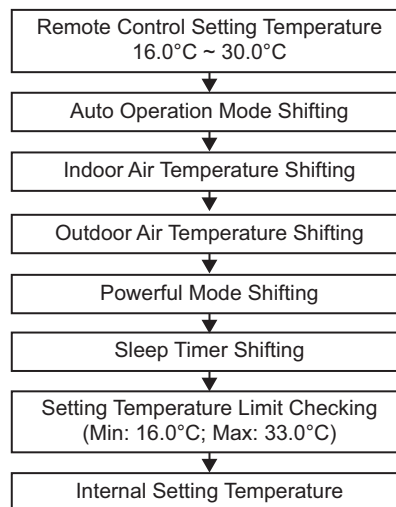 Remote Control Setting Temperature
16.0°C ~ 30.0°C
Auto Operation Mode Shifting
Indoor Air Temperature Shifting
Outdoor Air Temperature Shifting
Powerful Mode Shifting
Sleep Timer Shifting
Setting Temperature Limit Checking
(Min: 16.0°C; Max: 33.0°C)
Internal Setting Temperature